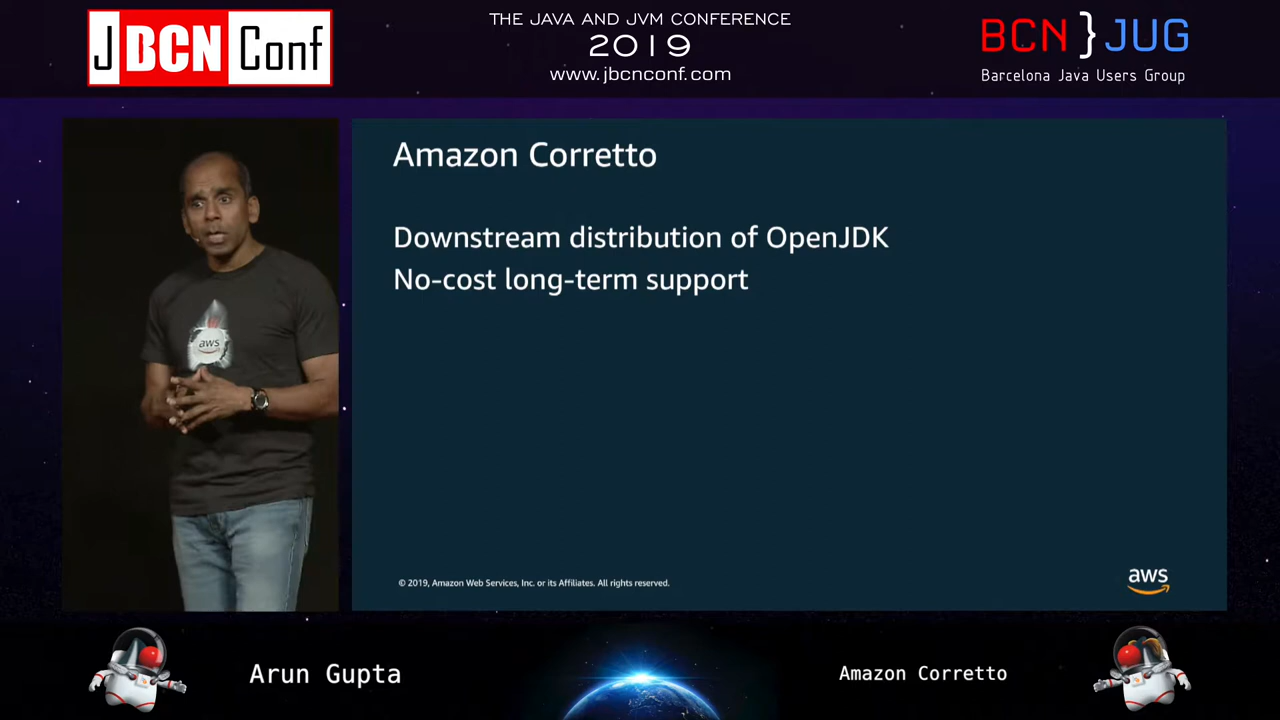 J BCN Conf
THE JAVA AND JVM CONFERENCE
2019
www.jbcnconf.com
BCN}JUG
Barcelona Java Users Group
Amazon Corretto
Downstream distribution of OpenJDK
No-cost long-term support
aws
© 2019, Amazon Web Services, Inc. or its Affiliates. All rights reserved.
aws
Arun Gupta
Amazon Corretto